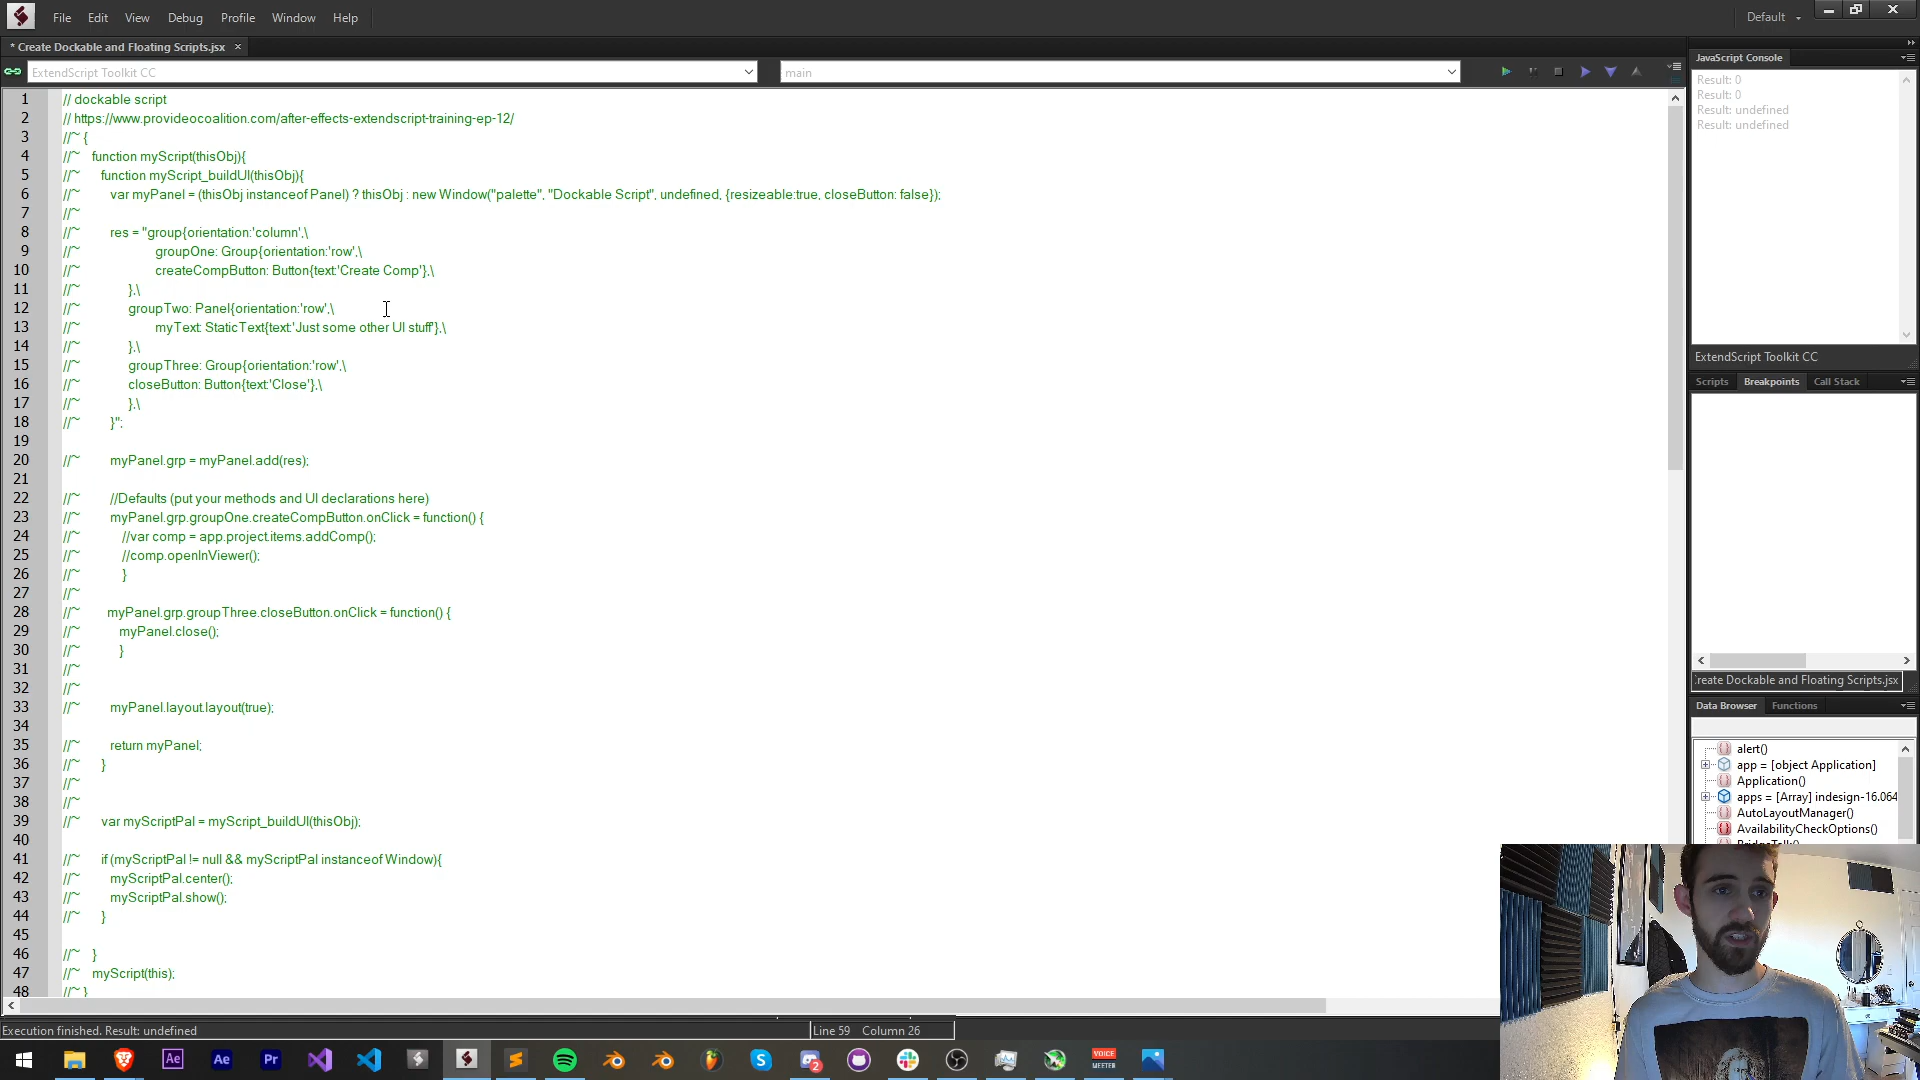 File Edit View Debug Profile Window Help
Default
* Create Dockable and Floating Scripts.jsx ×
ExtendScript Toolkit CC
main
1 // dockable script
2 // https://www.provideocoalition.com/after-effects-extendscript-training-ep-12/
3 //~ {
4 //~ function myScript(thisObj){
5 //~ function myScript_buildUI(thisObj){
6 //~ var myPanel = (thisObj instanceof Panel) ? thisObj : new Window("palette", "Dockable Script", undefined, {resizeable:true, closeButton: false});
7 //~
8 //~ res = "group{orientation:'column',\
9 //~ groupOne: Group{orientation:'row',\
10 //~ createCompButton: Button{text:'Create Comp'},\
11 //~ },\
12 //~ groupTwo: Panel{orientation:'row',\
13 //~ myText: StaticText{text:'Just some other UI stuff'},\
14 //~ },\
15 //~ groupThree: Group{orientation:'row',\
16 //~ closeButton: Button{text:'Close'},\
17 //~ },\
18 //~ }";
19
20 //~ myPanel.grp = myPanel.add(res);
21
22 //~ //Defaults (put your methods and UI declarations here)
23 //~ myPanel.grp.groupOne.createCompButton.onClick = function() {
24 //~ //var comp = app.project.items.addComp();
25 //~ //comp.openInViewer();
26 //~ }
27 //~
28 //~ myPanel.grp.groupThree.closeButton.onClick = function() {
29 //~ myPanel.close();
30 //~ }
31 //~
32 //~
33 //~ myPanel.layout.layout(true);
34
35 //~ return myPanel;
36 //~ }
37 //~
38 //~
39 //~ var myScriptPal = myScript_buildUI(thisObj);
40
41 //~ if (myScriptPal != null && myScriptPal instanceof Window){
42 //~ myScriptPal.center();
43 //~ myScriptPal.show();
44 //~ }
45
46 //~ }
47 //~ myScript(this);
48 //~ }
Execution finished. Result: undefined
Line 59 Column 26
JavaScript Console
Result: 0
Result: 0
Result: undefined
Result: undefined
ExtendScript Toolkit CC
Scripts Breakpoints Call Stack
reate Dockable and Floating Scripts.jsx
Data Browser Functions
alert()
app = [object Application]
Application()
apps = [Array] indesign-16.064
AutoLayoutManager()
AvailabilityCheckOptions()
Ae Ae Pr
2
VOICE
MEETER